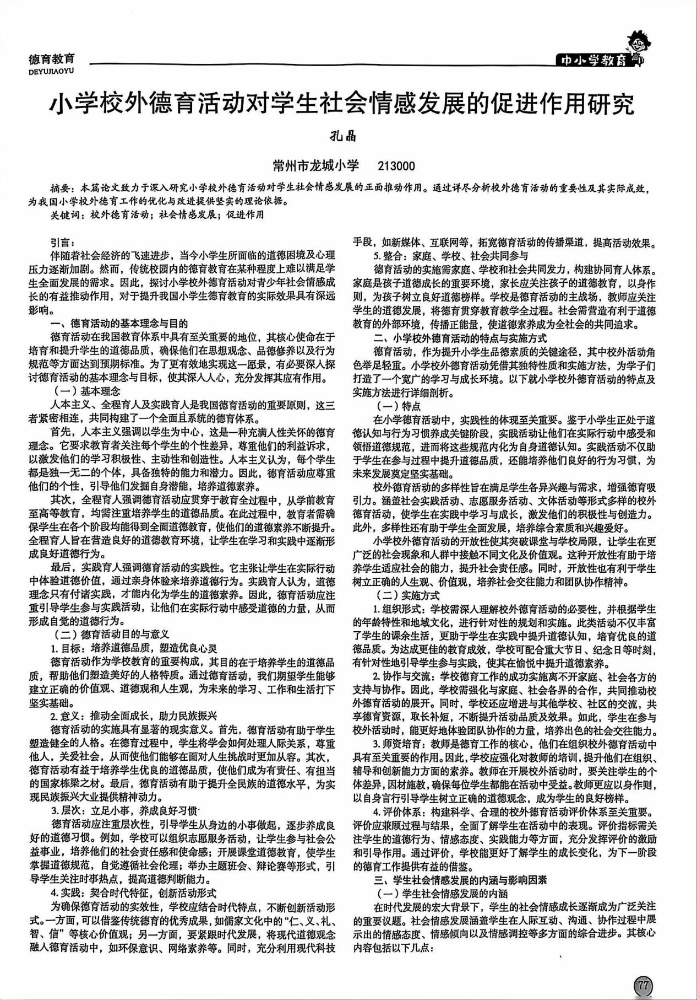 德育教育
DEYUJIAOYU
中小学教育
小学校外德育活动对学生社会情感发展的促进作用研究
孔晶
常州市龙城小学 213000
摘要：本篇论文致力于深入研究小学校外德育活动对学生社会情感发展的正面推动作用。通过详尽分析校外德育活动的重要性及其实际成效，
为我国小学校外德育工作的优化与改进提供坚实的理论依据。
关键词：校外德育活动；社会情感发展；促进作用
引言：
伴随着社会经济的飞速进步，当今小学生所面临的道德困境及心理
压力逐渐加剧。然而，传统校园内的德育教育在某种程度上难以满足学
生全面发展的需求。因此，探讨小学校外德育活动对青少年社会情感成
长的有益推动作用，对于提升我国小学生德育教育的实际效果具有深远
影响。
一、德育活动的基本理念与目的
德育活动在我国教育体系中具有至关重要的地位，其核心使命在于
培育和提升学生的道德品质，确保他们在思想观念、品德修养以及行为
规范等方面达到预期标准。为了更有效地实现这一愿景，有必要深入探
讨德育活动的基本理念与目标，使其深入人心，充分发挥其应有作用。
（一）基本理念
人本主义、全程育人及实践育人是我国德育活动的重要原则，这三
者紧密相连，共同构建了一个全面且系统的德育体系。
首先，人本主义强调以学生为中心，这是一种充满人性关怀的德育
理念。它要求教育者关注每个学生的个性差异，尊重他们的利益诉求，
以激发他们的学习积极性、主动性和创造性。人本主义认为，每个学生
都是独一无二的个体，具备独特的能力和潜力。因此，德育活动应尊重
他们的个性，引导他们发掘自身潜能，培养道德素养。
其次，全程育人强调德育活动应贯穿于教育全过程中，从学前教育
至高等教育，均需注重培养学生的道德品质。在此过程中，教育者需确
保学生在各个阶段均能得到全面道德教育，使他们的道德素养不断提升。
全程育人旨在营造良好的道德教育环境，让学生在学习和实践中逐渐形
成良好道德行为。
最后，实践育人强调德育活动的实践性。它主张让学生在实际行动
中体验道德价值，通过亲身体验来培养道德行为。实践育人认为，道德
理念只有付诸实践，才能内化为学生的道德素养。因此，德育活动应注
重引导学生参与实践活动，让他们在实际行动中感受道德的力量，从而
形成自觉的道德行为。
（二）德育活动目的与意义
1.目标：培养道德品质，塑造优良心灵
德育活动作为学校教育的重要构成，其目的在于培养学生的道德品
质，帮助他们塑造美好的人格特质。通过德育活动，我们期望学生能够
建立正确的价值观、道德观和人生观，为未来的学习、工作和生活打下
坚实基础。
2.意义：推动全面成长，助力民族振兴
德育活动的实施具有显著的现实意义。首先，德育活动有助于学生
塑造健全的人格。在德育过程中，学生将学会如何处理人际关系，尊重
他人，关爱社会，从而使他们能够在面对人生挑战时更加从容。其次，
德育活动有益于培养学生优良的道德品质，使他们成为有责任、有担当
的国家栋梁之材。最后，德育活动有助于提升全民族的道德水平，为实
现民族振兴大业提供精神动力。
3.层次：立足小事，养成良好习惯
德育活动应注重层次性，引导学生从身边的小事做起，逐步养成良
好的道德习惯。例如，学校可以组织志愿服务活动，让学生参与社会公
益事业，培养他们的社会责任感和使命感；开展课堂道德教育，使学生
掌握道德规范，自觉遵循社会伦理；举办主题班会、辩论赛等形式，引
导学生关注时事热点，提高道德判断能力。
4.实践：契合时代特征，创新活动形式
为确保德育活动的实效性，学校应结合时代特点，不断创新活动形
式。一方面，可以借鉴传统德育的优秀成果，如儒家文化中的“仁、义、礼、
智、信”等核心价值观；另一方面，要紧跟时代发展，将现代道德观念
融入德育活动中，如环保意识、网络素养等。同时，充分利用现代科技
手段，如新媒体、互联网等，拓宽德育活动的传播渠道，提高活动效果。
5.整合：家庭、学校、社会共同参与
德育活动的实施需家庭、学校和社会共同发力，构建协同育人体系。
家庭是孩子道德成长的重要环境，家长应关注孩子的道德教育，以身作
则，为孩子树立良好道德榜样。学校是德育活动的主战场，教师应关注
学生的道德发展，将德育贯穿教育教学全过程。社会需营造有利于道德
教育的外部环境，传播正能量，使道德素养成为全社会的共同追求。
二、小学校外德育活动的特点与实施方式
德育活动，作为提升小学生品德素质的关键途径，其中校外活动角
色举足轻重。小学校外德育活动凭借其独特性质和实施方法，为学子们
打造了一个宽广的学习与成长环境。以下就小学校外德育活动的特点及
实施方法进行详细剖析。
（一）特点
在小学德育活动中，实践性的体现至关重要。鉴于小学生正处于道
德认知与行为习惯养成关键阶段，实践活动让他们在实际行动中感受和
领悟道德规范，进而将这些规范内化为自身道德认知。实践活动不仅助
于学生在参与过程中提升道德品质，还能培养他们良好的行为习惯，为
未来发展奠定坚实基础。
校外德育活动的多样性旨在满足学生各异兴趣与需求，增强德育吸
引力。涵盖社会实践活动、志愿服务活动、文体活动等形式多样的校外
德育活动，使学生在实践中学习与成长，激发他们的积极性与创造力。
此外，多样性还有助于学生全面发展，培养综合素质和兴趣爱好。
小学校外德育活动的开放性使其突破课堂与学校局限，让学生在更
广泛的社会现象和人群中接触不同文化及价值观。这种开放性有助于培
养学生适应社会的能力，提升社会责任感。同时，开放性也有利于学生
树立正确的人生观、价值观，培养社会交往能力和团队协作精神。
（二）实施方式
1.组织形式：学校需深入理解校外德育活动的必要性，并根据学生
的年龄特性和地域文化，进行针对性的规划和实施。此类活动不仅丰富
了学生的课余生活，更助于学生在实践中提升道德认知，培育优良的道
德品质。为达成更佳的教育成效，学校可配合重大节日、纪念日等时刻，
有针对性地引导学生参与实践，使其在愉悦中提升道德素养。
2.协作与交流：学校德育工作的成功实施离不开家庭、社会各方的
支持与协作。因此，学校需强化与家庭、社会各界的合作，共同推动校
外德育活动的展开。同时，学校还应增进与其他学校、社区的交流，共
享德育资源，取长补短，不断提升活动品质及效果。如此，学生在参与
校外活动时，能更好地体验团队协作的力量，培养出色的社会交往能力。
3.师资培育：教师是德育工作的核心，他们在组织校外德育活动中
具有至关重要的作用。因此，学校应强化对教师的培训，提升他们在组织、
辅导和创新能力方面的素养。教师在开展校外活动时，要关注学生的个
体差异，因材施教，确保每位学生都能在活动中受益。教师更应以身作则，
以自身言行引导学生树立正确的道德观念，成为学生的良好榜样。
4.评价体系：构建科学、合理的校外德育活动评价体系至关重要。
评价应兼顾过程与结果，全面了解学生在活动中的表现。评价指标需关
注学生的道德行为、情感态度、实践能力等方面，充分发挥评价的激励
和引导作用。通过评价，学校能更好了解学生的成长变化，为下一阶段
的德育工作提供有益的借鉴。
三、学生社会情感发展的内涵与影响因素
（一）学生社会情感发展的内涵
在时代发展的宏大背景下，学生的社会情感成长逐渐成为广泛关注
的重要议题。社会情感发展涵盖学生在人际互动、沟通、协作过程中展
示出的情感态度、情感倾向以及情感调控等多方面的综合进步。其核心
内容包括以下几点：
77